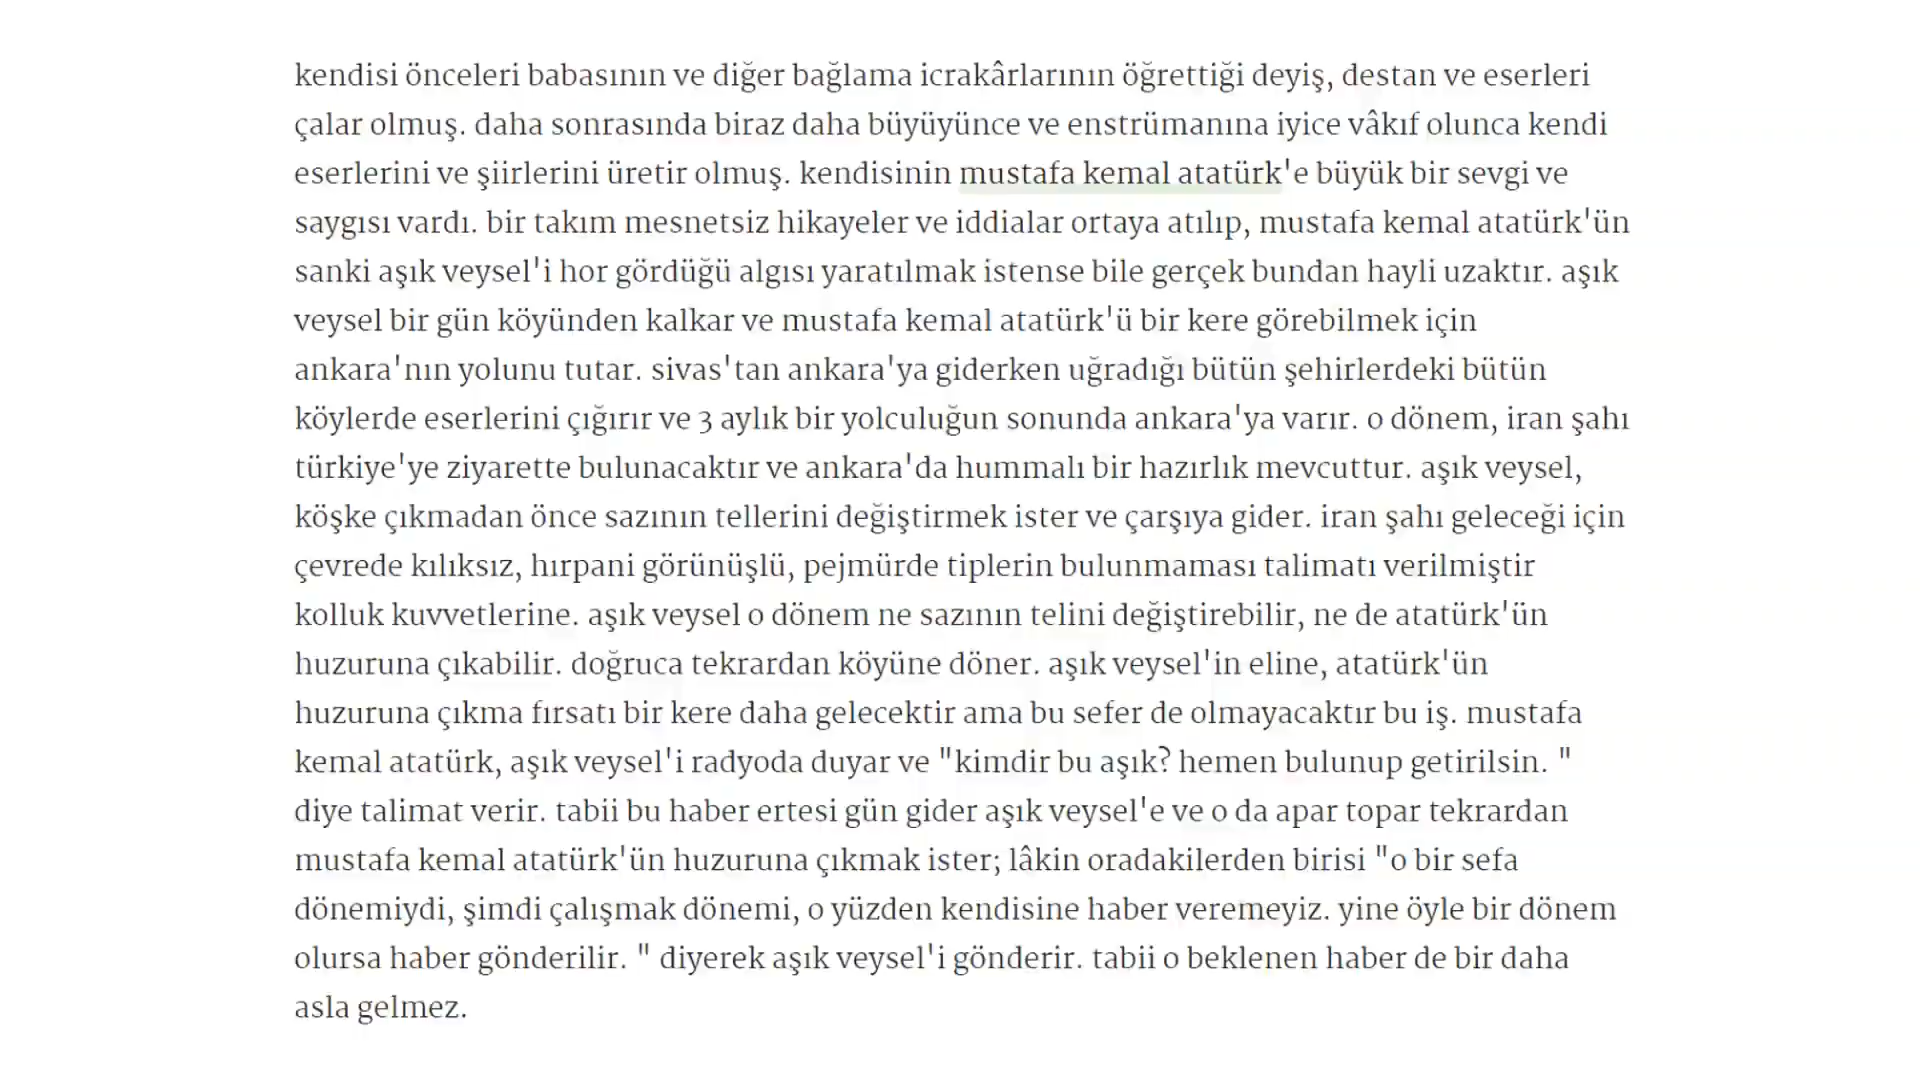 kendisi önceleri babasının ve diğer bağlama icrakârlarının öğrettiği deyiş, destan ve eserleri
çalar olmuş. daha sonrasında biraz daha büyüyünce ve enstrümanına iyice vâkıf olunca kendi
eserlerini ve şiirlerini üretir olmuş. kendisinin mustafa kemal atatürk'e büyük bir sevgi ve
saygısı vardı. bir takım mesnetsiz hikayeler ve iddialar ortaya atılıp, mustafa kemal atatürk'ün
sanki aşık veysel'i hor gördüğü algısı yaratılmak istense bile gerçek bundan hayli uzaktır. aşık
veysel bir gün köyünden kalkar ve mustafa kemal atatürk'ü bir kere görebilmek için
ankara'nın yolunu tutar. sivas'tan ankara'ya giderken uğradığı bütün şehirlerdeki bütün
köylerde eserlerini çığırır ve 3 aylık bir yolculuğun sonunda ankara'ya varır. o dönem, iran şahı
türkiye'ye ziyarette bulunacaktır ve ankara'da hummalı bir hazırlık mevcuttur. aşık veysel,
köşke çıkmadan önce sazının tellerini değiştirmek ister ve çarşıya gider. iran şahı geleceği için
çevrede kılıksız, hırpani görünüşlü, pejmürde tiplerin bulunmaması talimatı verilmiştir
kolluk kuvvetlerine. aşık veysel o dönem ne sazının telini değiştirebilir, ne de atatürk'ün
huzuruna çıkabilir. doğruca tekrardan köyüne döner. aşık veysel'in eline, atatürk'ün
huzuruna çıkma fırsatı bir kere daha gelecektir ama bu sefer de olmayacaktır bu iş. mustafa
kemal atatürk, aşık veysel'i radyoda duyar ve "kimdir bu aşık? hemen bulunup getirilsin. "
diye talimat verir. tabii bu haber ertesi gün gider aşık veysel'e ve o da apar topar tekrardan
mustafa kemal atatürk'ün huzuruna çıkmak ister; lâkin oradakilerden birisi "o bir sefa
dönemiydi, şimdi çalışmak dönemi, o yüzden kendisine haber veremeyiz. yine öyle bir dönem
olursa haber gönderilir. " diyerek aşık veysel'i gönderir. tabii o beklenen haber de bir daha
asla gelmez.